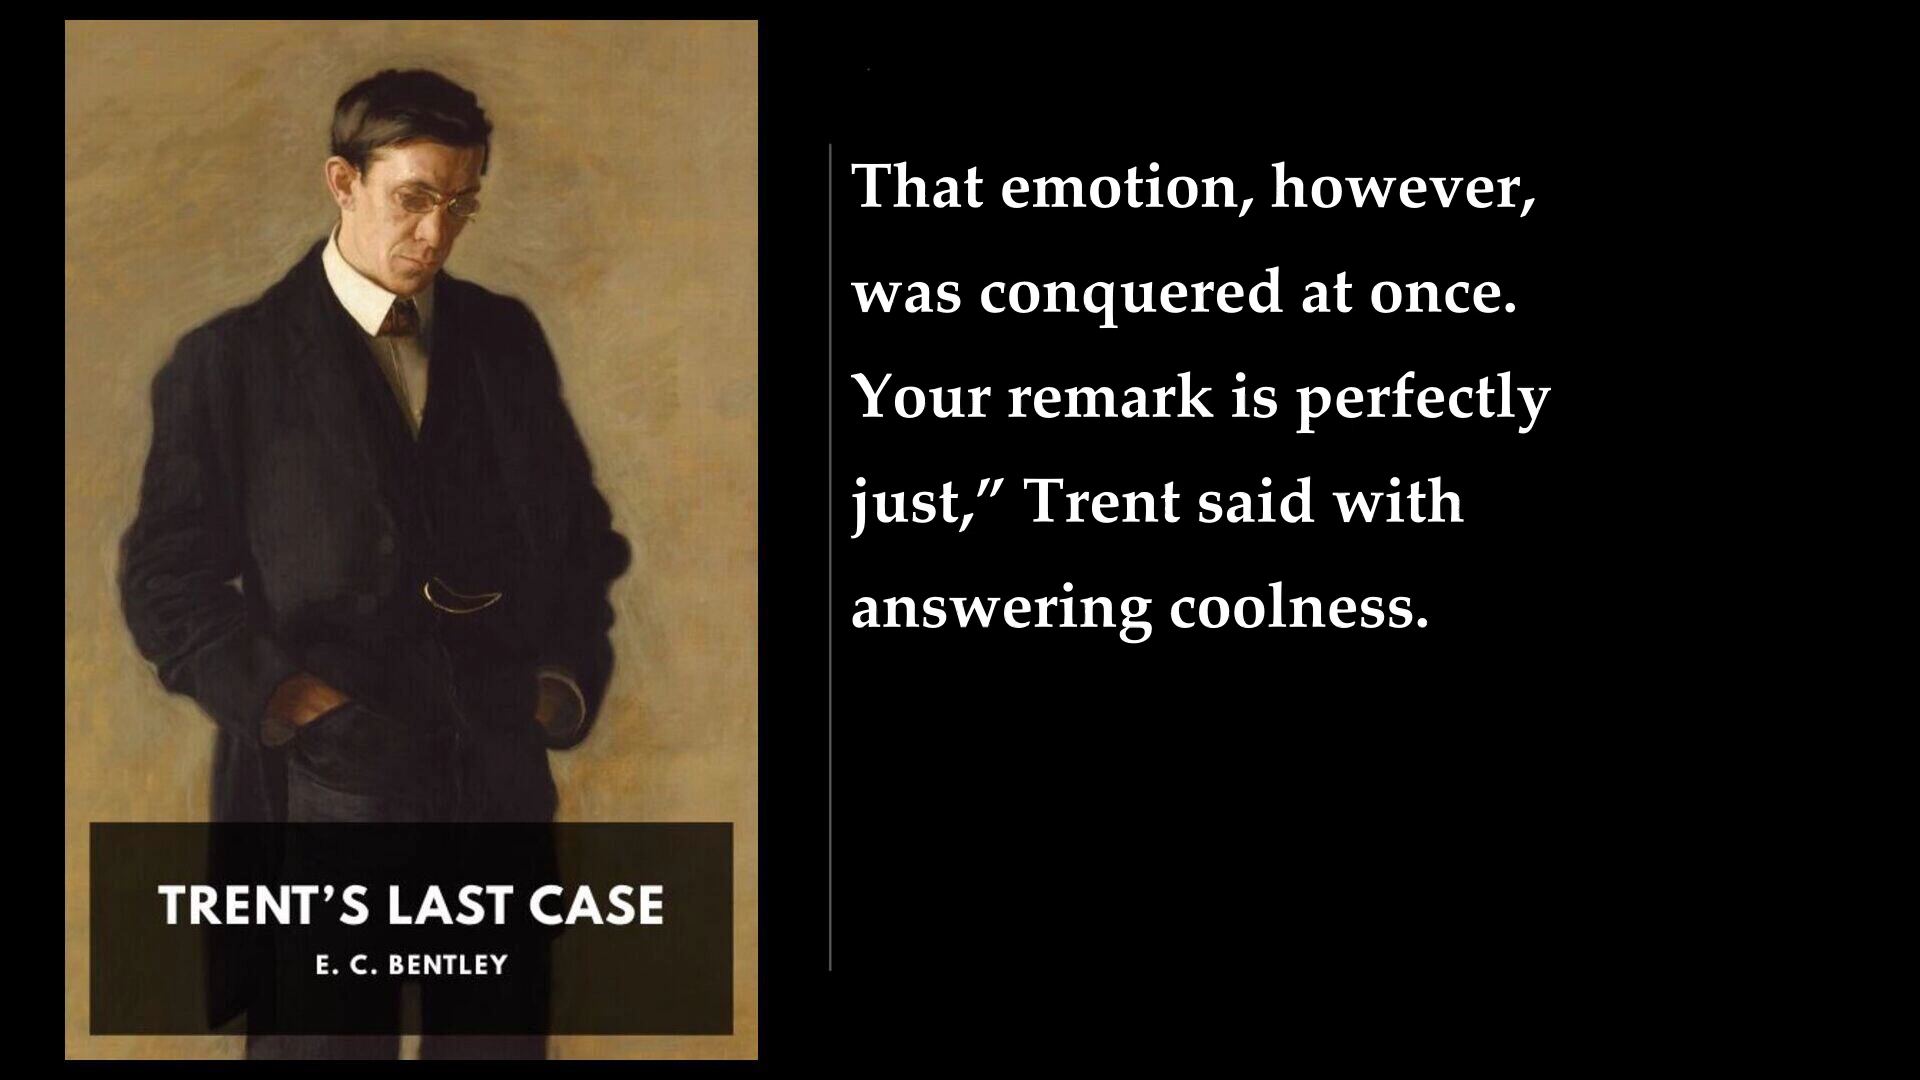 That emotion, however,
was conquered at once.
Your remark is perfectly
just,” Trent said with
answering coolness.
TRENT’S LAST CASE
E. C. BENTLEY